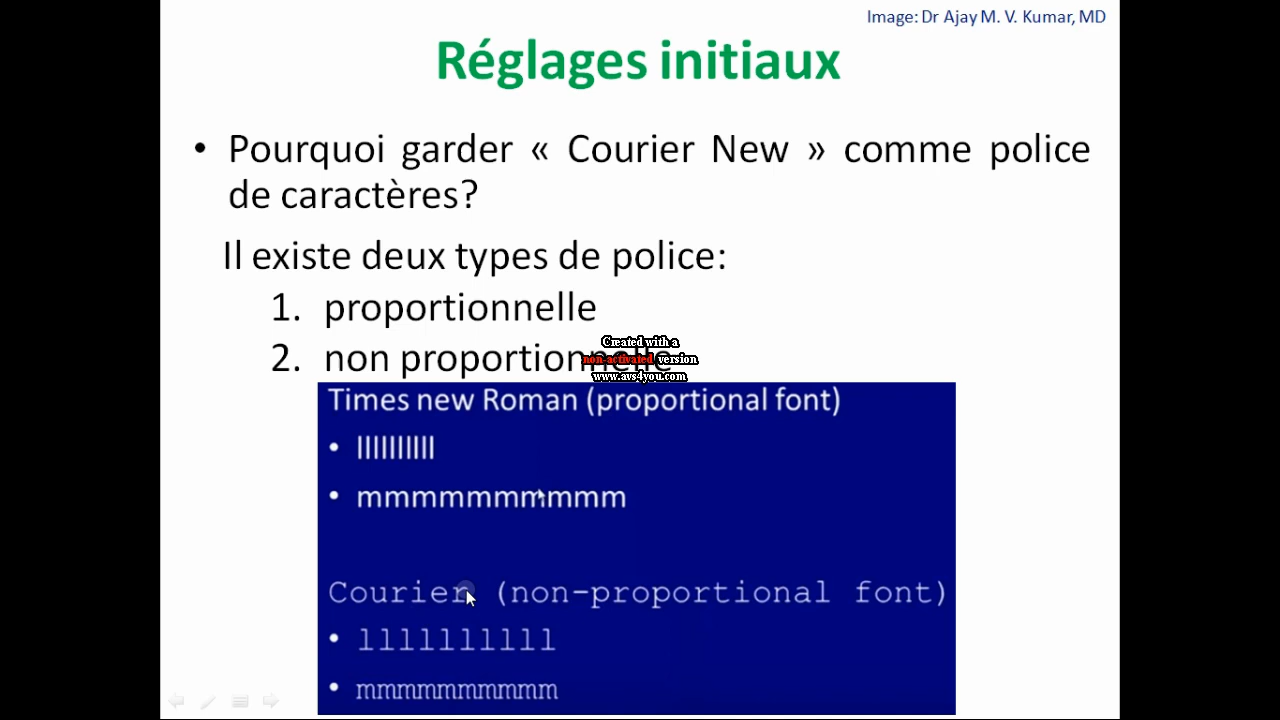 Image: Dr Ajay M. V. Kumar, MD
Réglages initiaux
• Pourquoi garder « Courier New » comme police
de caractères?
Il existe deux types de police:
1. proportionnelle
2. non proportionnelle
Created with a
non-activated version
www.avs4you.com
Times new Roman (proportional font)
• llllllllll
• mmmmmmmmmm
Courier (non-proportional font)
• llllllllll
• mmmmmmmmmm